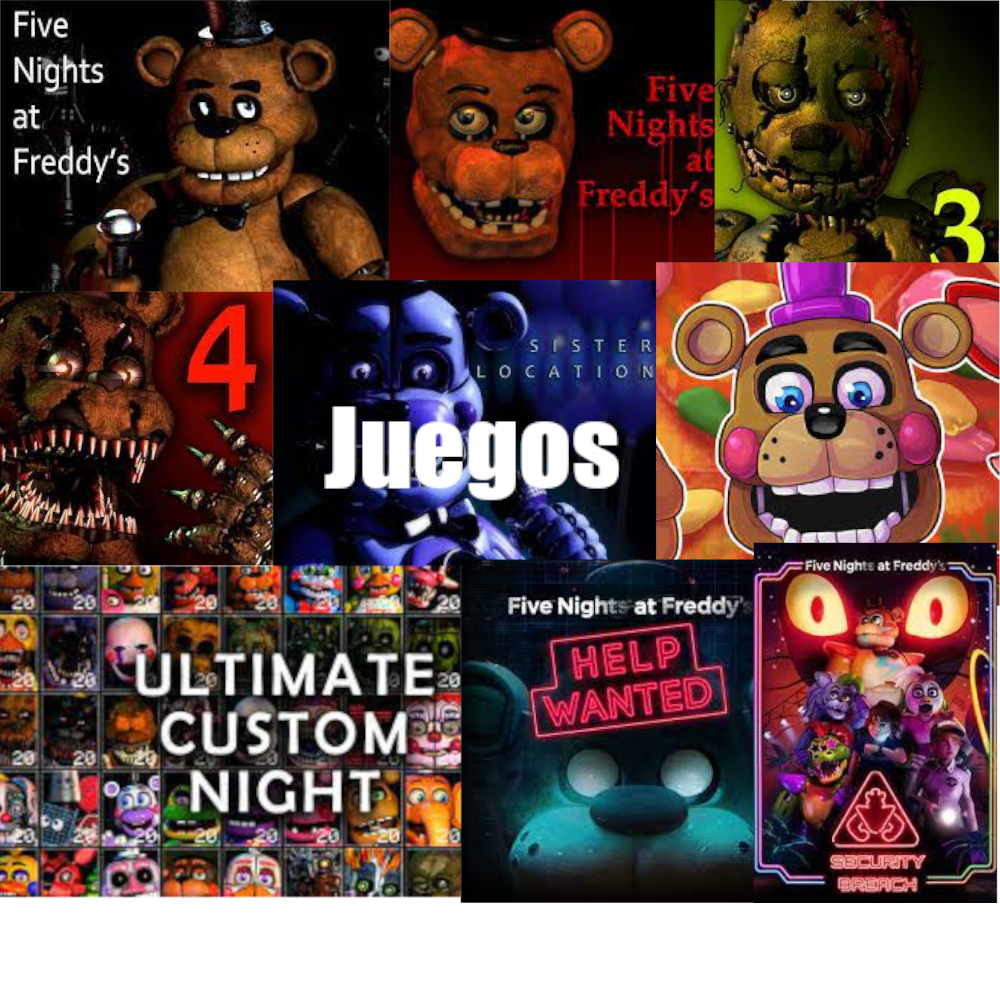 Five
Nights
at
Freddy's
Five
Nights
at
Freddy's
3
4
SISTER
LOCATION
Juegos
ULTIMATE
CUSTOM
NIGHT
Five Nights at Freddy's
HELP
WANTED
Five Nights at Freddy's
SECURITY
BREACH